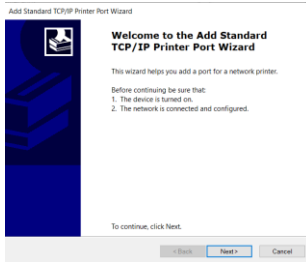 Add Standard TCP/IP Printer Port Wizard
Welcome to the Add Standard
TCP/IP Printer Port Wizard
This wizard helps you add a port for a network printer.
Before continuing be sure that:
1. The device is turned on.
2. The network is connected and configured.
To continue, click Next.
< Back Next > Cancel